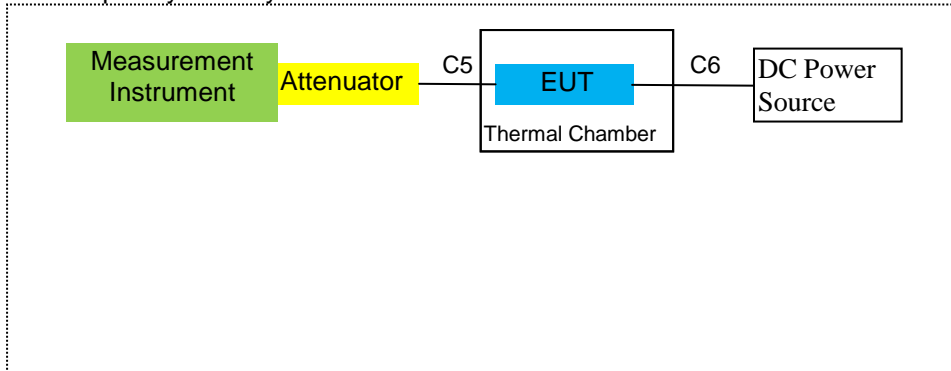 Measurement
Instrument
Attenuator
C5
EUT
Thermal Chamber
C6
DC Power
Source